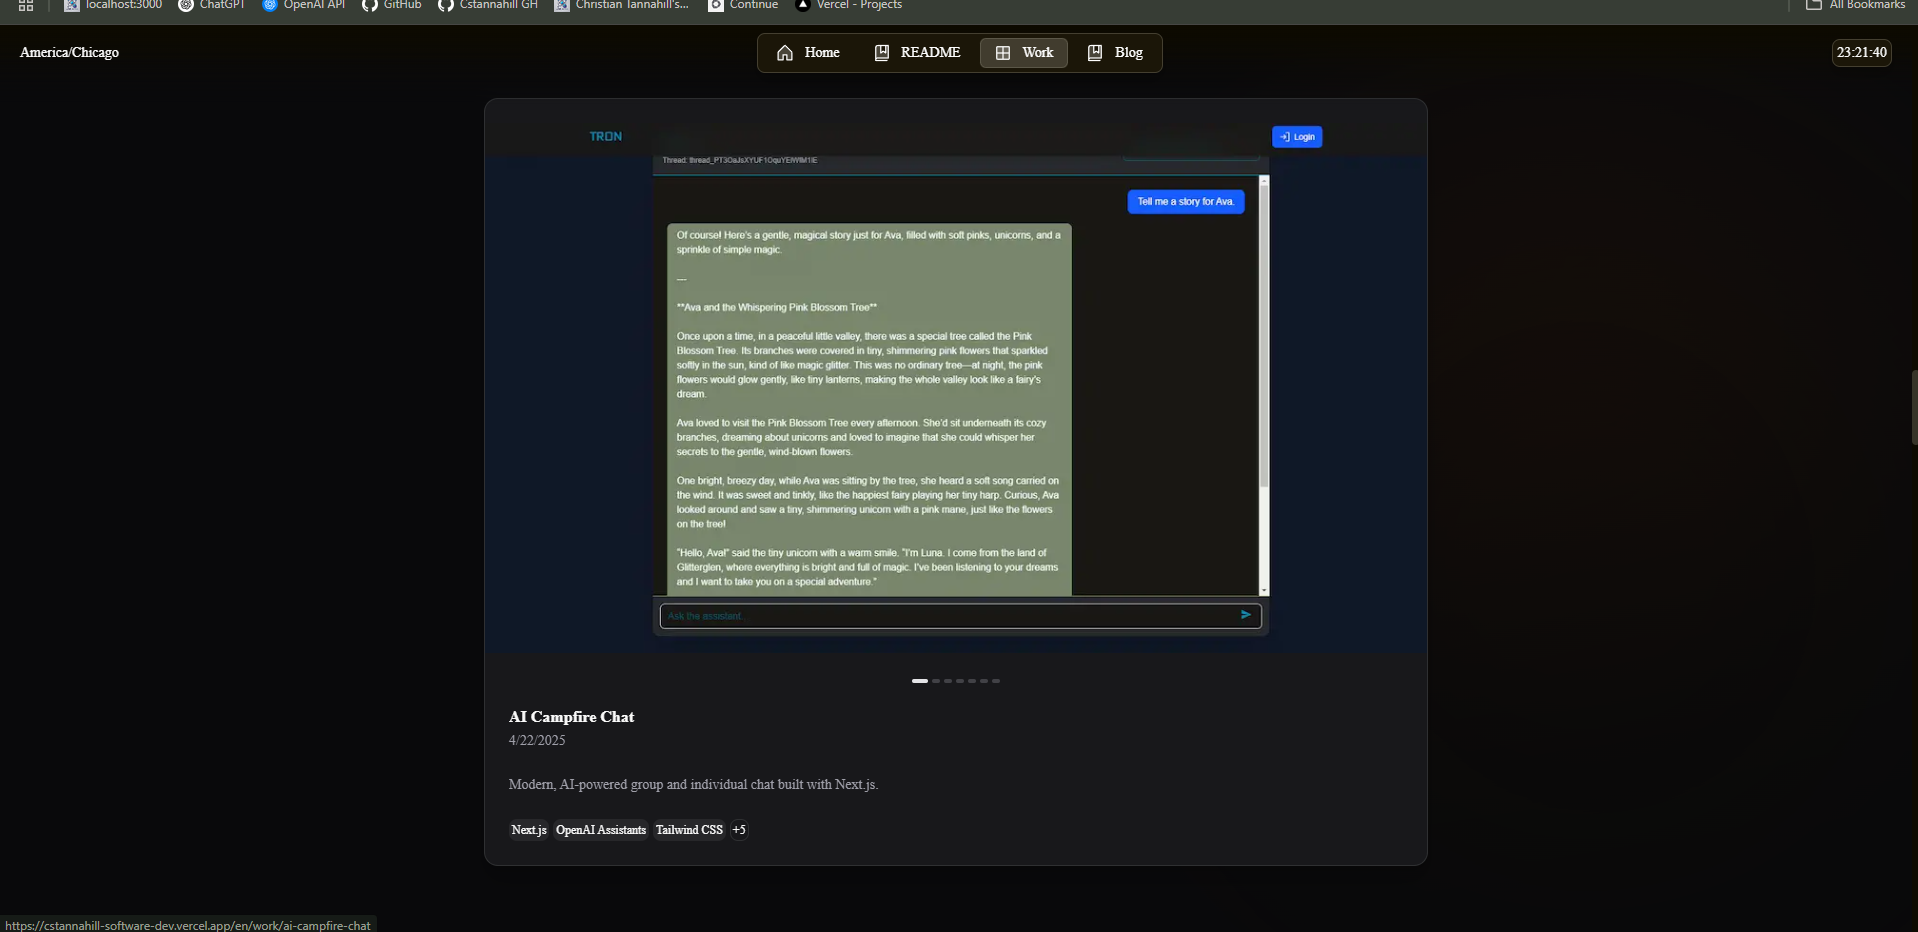 localhost:3000 ChatGPT OpenAI API GitHub Cstannahill GH Christian Tannahill's... Continue Vercel - Projects All Bookmarks
America/Chicago Home README Work Blog 23:21:40
TRON Login
Tell me a story for Ava.
Of course! Here's a gentle, magical story just for Ava, filled with soft pinks, unicorns, and a
sprinkle of simple magic.
—
**Ava and the Whispering Pink Blossom Tree**
Once upon a time, in a peaceful little valley, there was a special tree called the Pink
Blossom Tree. Its branches were covered in tiny, shimmering pink flowers that sparkled
softly in the sun, kind of like magic glitter. This was no ordinary tree—at night, the pink
flowers would glow gently, like tiny lanterns, making the whole valley look like a fairy's
dream.
Ava loved to visit the Pink Blossom Tree every afternoon. She'd sit underneath its cozy
branches, dreaming about unicorns and loved to imagine that she could whisper her
secrets to the gentle, wind-blown flowers.
One bright, breezy day, while Ava was sitting by the tree, she heard a soft song carried on
the wind. It was sweet and tinkly, like the happiest fairy playing her tiny harp. Curious, Ava
looked around and saw a tiny, shimmering unicorn with a pink mane, just like the flowers
on the tree!
"Hello, Ava!" said the tiny unicorn with a warm smile. "I'm Luna. I come from the land of
Glitterglen, where everything is bright and full of magic. I've been listening to your dreams
and I want to take you on a special adventure."
Ask the assistant...
AI Campfire Chat
4/22/2025
Modern, AI-powered group and individual chat built with Next.js.
Next.js OpenAI Assistants Tailwind CSS +5
https://cstannahill-software-dev.vercel.app/en/work/ai-campfire-chat